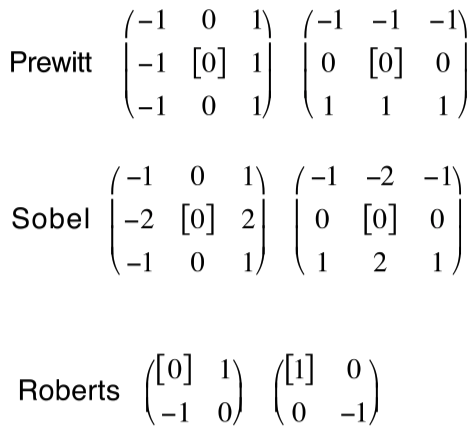 −1 0 1 −1 −1 −1
Prewitt −1 [0] 1 0 [0] 0
−1 0 1 1 1 1
−1 0 1 −1 −2 −1
Sobel −2 [0] 2 0 [0] 0
−1 0 1 1 2 1
[0] 1 [1] 0
Roberts
−1 0 0 −1